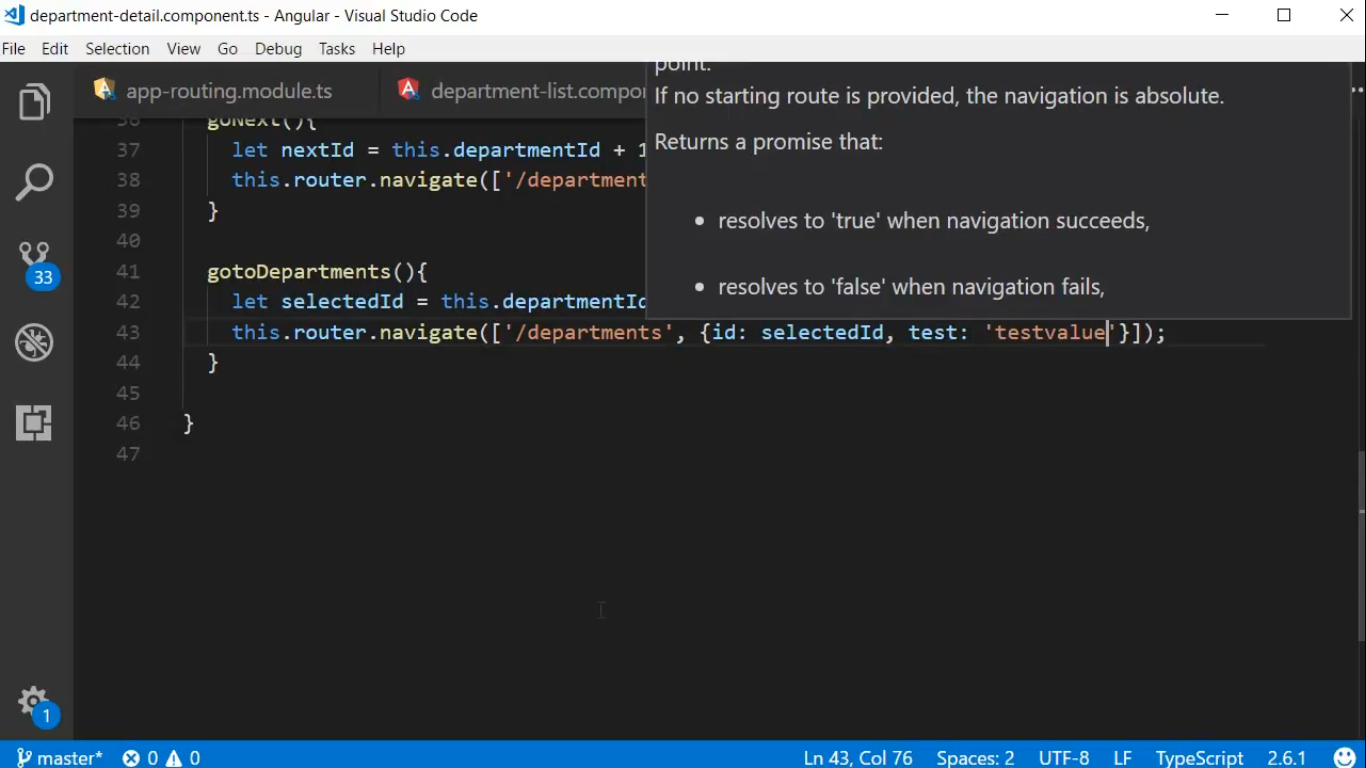 department-detail.component.ts - Angular - Visual Studio Code
File Edit Selection View Go Debug Tasks Help
app-routing.module.ts department-list.compo
point.
If no starting route is provided, the navigation is absolute.
Returns a promise that:
resolves to 'true' when navigation succeeds,
resolves to 'false' when navigation fails,
36 goNext(){
37 let nextId = this.departmentId + 1
38 this.router.navigate(['/department
39 }
40
41 gotoDepartments(){
42 let selectedId = this.departmentId
43 this.router.navigate(['/departments', {id: selectedId, test: 'testvalue'}]);
44 }
45
46 }
47
33
1
master* 0 0 Ln 43, Col 76 Spaces: 2 UTF-8 LF TypeScript 2.6.1